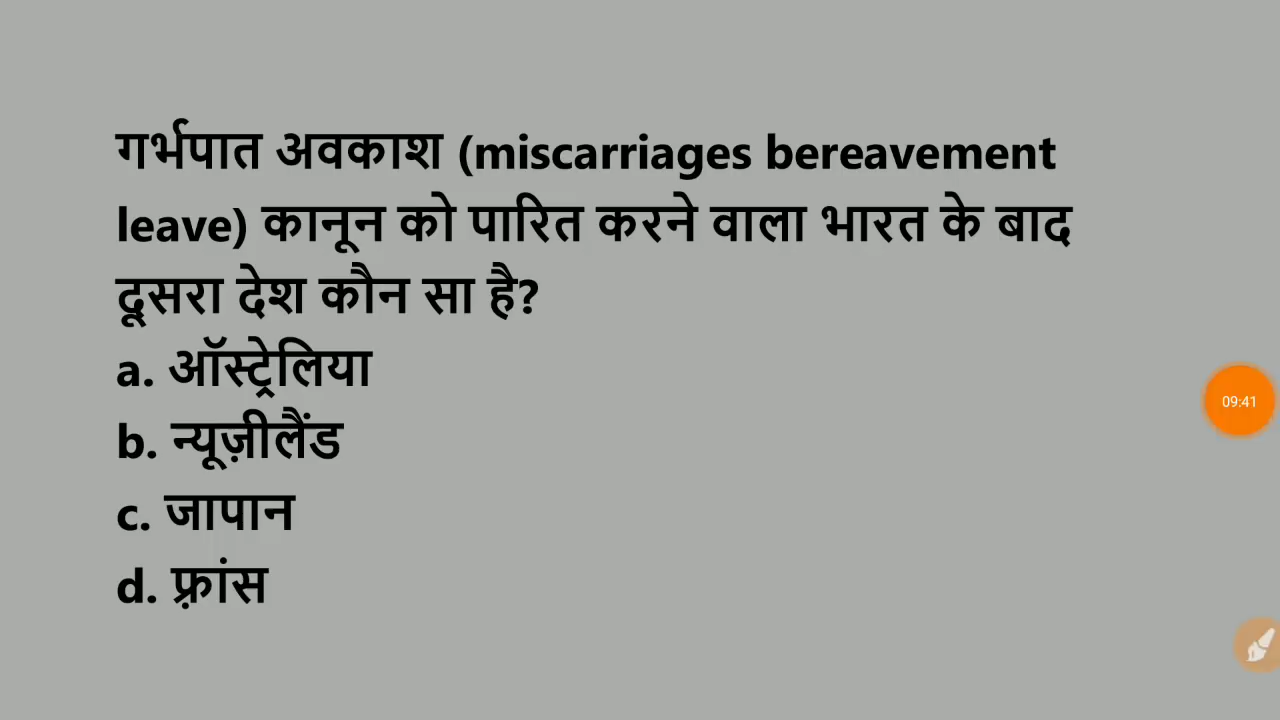 गर्भपात अवकाश (miscarriages bereavement
leave) कानून को पारित करने वाला भारत के बाद
दूसरा देश कौन सा है?
a. ऑस्ट्रेलिया
b. न्यूज़ीलैंड
c. जापान
d. फ़्रांस
09:41